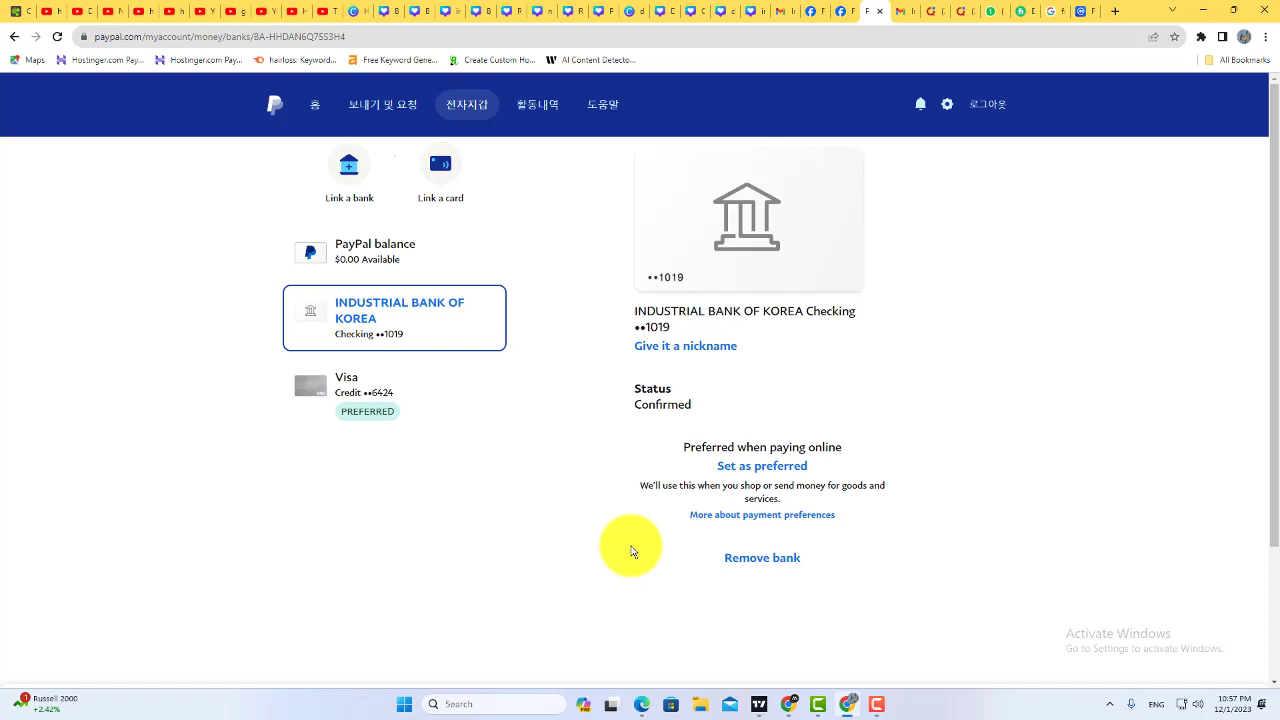 paypal.com/myaccount/money/banks/BA-HHDAN6Q75S3H4
Maps
Hostinger.com Pay...
Hostinger.com Pay...
hairloss: Keyword...
Free Keyword Gene...
Create Custom Ho...
AI Content Detecto...
All Bookmarks
홈
보내기 및 요청
전자지갑
활동내역
도움말
로그아웃
Link a bank
Link a card
PayPal balance
$0.00 Available
INDUSTRIAL BANK OF
KOREA
Checking ••1019
Visa
Credit ••6424
PREFERRED
••1019
INDUSTRIAL BANK OF KOREA Checking
••1019
Give it a nickname
Status
Confirmed
Preferred when paying online
Set as preferred
We'll use this when you shop or send money for goods and
services.
More about payment preferences
Remove bank
Activate Windows
Go to Settings to activate Windows.
1
Russell 2000
+2.42%
Search
ENG
10:57 PM
12/1/2023